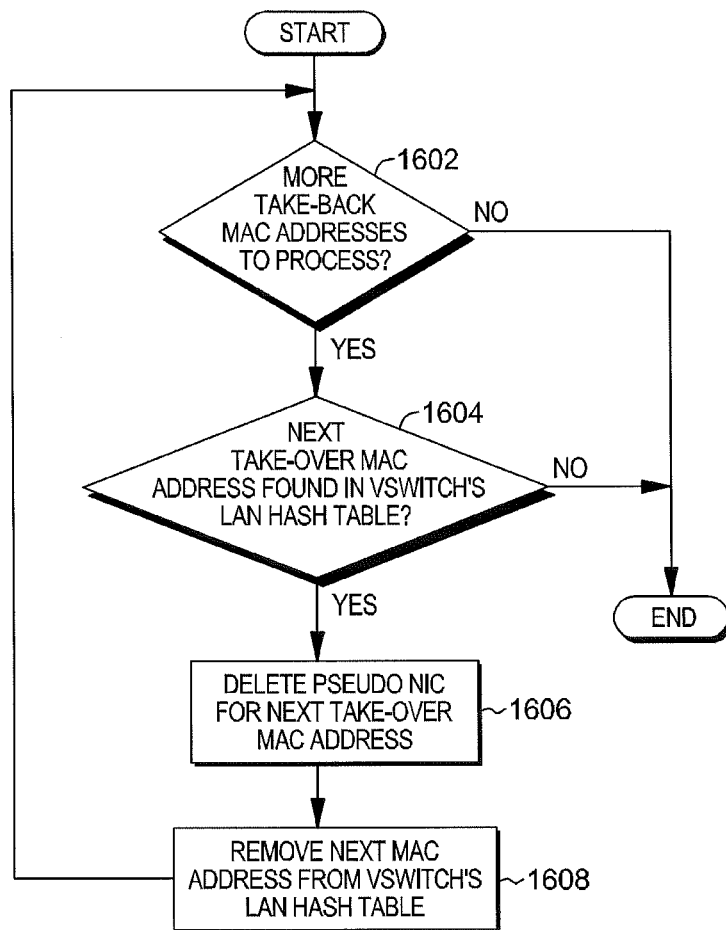 START
1602
MORE
TAKE-BACK
MAC ADDRESSES
TO PROCESS?
NO
YES
1604
NEXT
TAKE-OVER MAC
ADDRESS FOUND IN VSWITCH'S
LAN HASH TABLE?
NO
YES
END
DELETE PSEUDO NIC
FOR NEXT TAKE-OVER
MAC ADDRESS
1606
REMOVE NEXT MAC
ADDRESS FROM VSWITCH'S
LAN HASH TABLE
1608